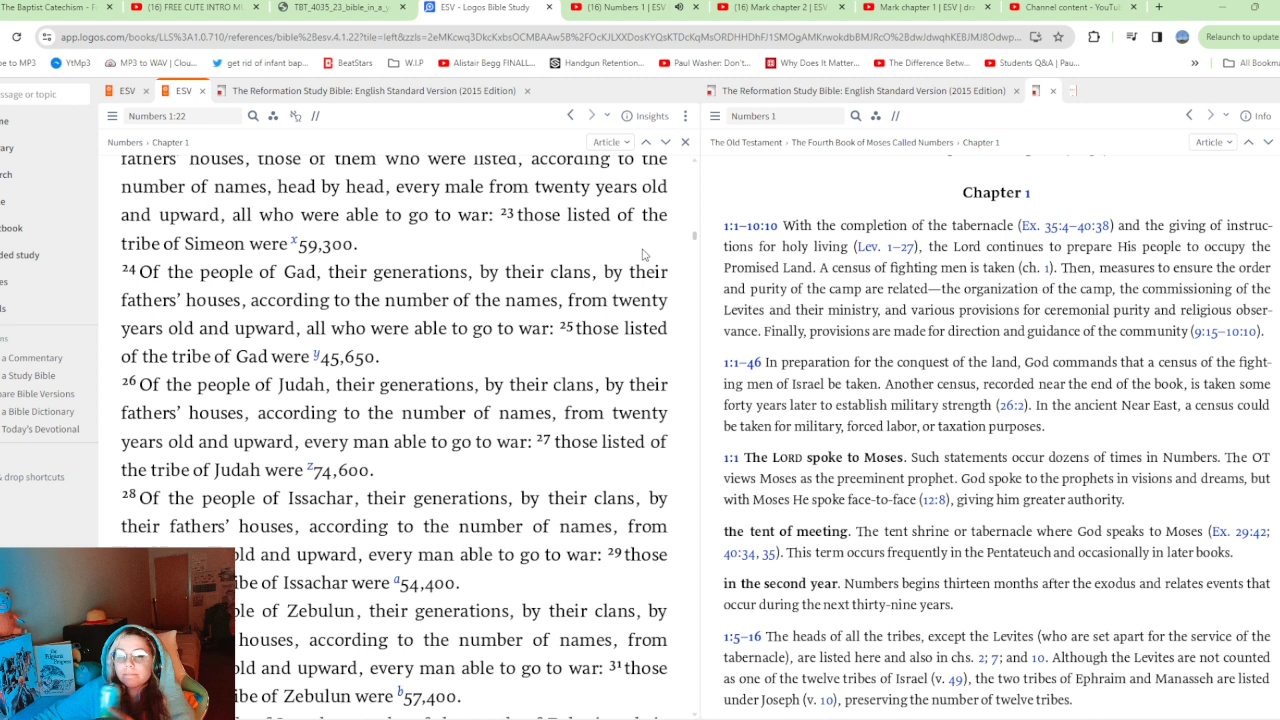 The Baptist Catechism - F
(16) FREE CUTE INTRO M
TBT_4035_23_bible_in_a_y
ESV - Logos Bible Study
(16) Numbers 1 | ESV
(16) Mark chapter 2 | ESV
Mark chapter 1 | ESV | dra
Channel content - YouTu
app.logos.com/books/LLS%3A1.0.710/references/bible%2Besv.4.1.22?tile=left&zzls=2eMKcwq3DkcKxbsOCMBAAw5B%2FOcKJLXXDosKYQsKTDcKqMsORDHHDhFJ1SMOgAMKrwokdbBMJRcO%2BdwJdwqhKEBJMJ8Odwp...
Relaunch to update
be to MP3
YtMp3
MP3 to WAV | Clou...
get rid of infant bap...
BeatStars
W.I.P
Alistair Begg FINALL...
Handgun Retention...
Paul Washer: Don't...
Why Does It Matter...
The Difference Betw...
Students Q&A | Pau...
All Bookma
ssage or topic
ESV
ESV
The Reformation Study Bible: English Standard Version (2015 Edition)
The Reformation Study Bible: English Standard Version (2015 Edition)
Numbers 1:22
Insights
Numbers 1
Info
Numbers › Chapter 1
Article
The Old Testament › The Fourth Book of Moses Called Numbers › Chapter 1
Article
me
ary
rch
e
tbook
ded study
es
ls
ns
a Commentary
a Study Bible
pare Bible Versions
a Bible Dictionary
Today's Devotional
& drop shortcuts
fathers' houses, those of them who were listed, according to the
number of names, head by head, every male from twenty years old
and upward, all who were able to go to war: 23 those listed of the
tribe of Simeon were x59,300.
24 Of the people of Gad, their generations, by their clans, by their
fathers' houses, according to the number of the names, from twenty
years old and upward, all who were able to go to war: 25 those listed
of the tribe of Gad were y45,650.
26 Of the people of Judah, their generations, by their clans, by their
fathers' houses, according to the number of names, from twenty
years old and upward, every man able to go to war: 27 those listed of
the tribe of Judah were z74,600.
28 Of the people of Issachar, their generations, by their clans, by
their fathers' houses, according to the number of names, from
old and upward, every man able to go to war: 29 those
ibe of Issachar were a54,400.
ple of Zebulun, their generations, by their clans, by
houses, according to the number of names, from
old and upward, every man able to go to war: 31 those
ibe of Zebulun were b57,400.
Chapter 1
1:1–10:10 With the completion of the tabernacle (Ex. 35:4–40:38) and the giving of instruc-
tions for holy living (Lev. 1–27), the Lord continues to prepare His people to occupy the
Promised Land. A census of fighting men is taken (ch. 1). Then, measures to ensure the order
and purity of the camp are related—the organization of the camp, the commissioning of the
Levites and their ministry, and various provisions for ceremonial purity and religious obser-
vance. Finally, provisions are made for direction and guidance of the community (9:15–10:10).
1:1–46 In preparation for the conquest of the land, God commands that a census of the fight-
ing men of Israel be taken. Another census, recorded near the end of the book, is taken some
forty years later to establish military strength (26:2). In the ancient Near East, a census could
be taken for military, forced labor, or taxation purposes.
1:1 The LORD spoke to Moses. Such statements occur dozens of times in Numbers. The OT
views Moses as the preeminent prophet. God spoke to the prophets in visions and dreams, but
with Moses He spoke face-to-face (12:8), giving him greater authority.
the tent of meeting. The tent shrine or tabernacle where God speaks to Moses (Ex. 29:42;
40:34, 35). This term occurs frequently in the Pentateuch and occasionally in later books.
in the second year. Numbers begins thirteen months after the exodus and relates events that
occur during the next thirty-nine years.
1:5–16 The heads of all the tribes, except the Levites (who are set apart for the service of the
tabernacle), are listed here and also in chs. 2; 7; and 10. Although the Levites are not counted
as one of the twelve tribes of Israel (v. 49), the two tribes of Ephraim and Manasseh are listed
under Joseph (v. 10), preserving the number of twelve tribes.